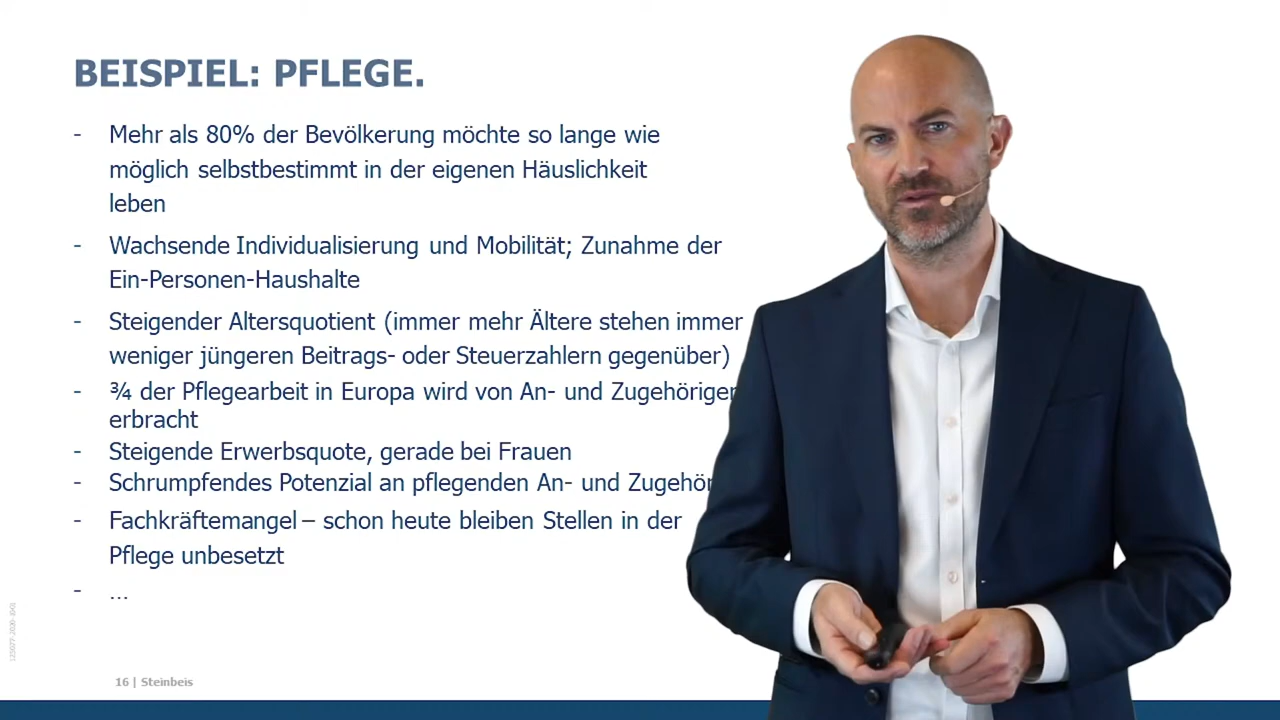 BEISPIEL: PFLEGE.
- Mehr als 80% der Bevölkerung möchte so lange wie
möglich selbstbestimmt in der eigenen Häuslichkeit
leben
- Wachsende Individualisierung und Mobilität; Zunahme der
Ein-Personen-Haushalte
- Steigender Altersquotient (immer mehr Ältere stehen immer
weniger jüngeren Beitrags- oder Steuerzahlern gegenüber)
- ¾ der Pflegearbeit in Europa wird von An- und
erbracht
- Steigende Erwerbsquote, gerade bei Frauen
- Schrumpfendes Potenzial an pflegenden An- und
- Fachkräftemangel – schon heute bleiben Stellen in der
Pflege unbesetzt
- ...
16 | Steinbeis